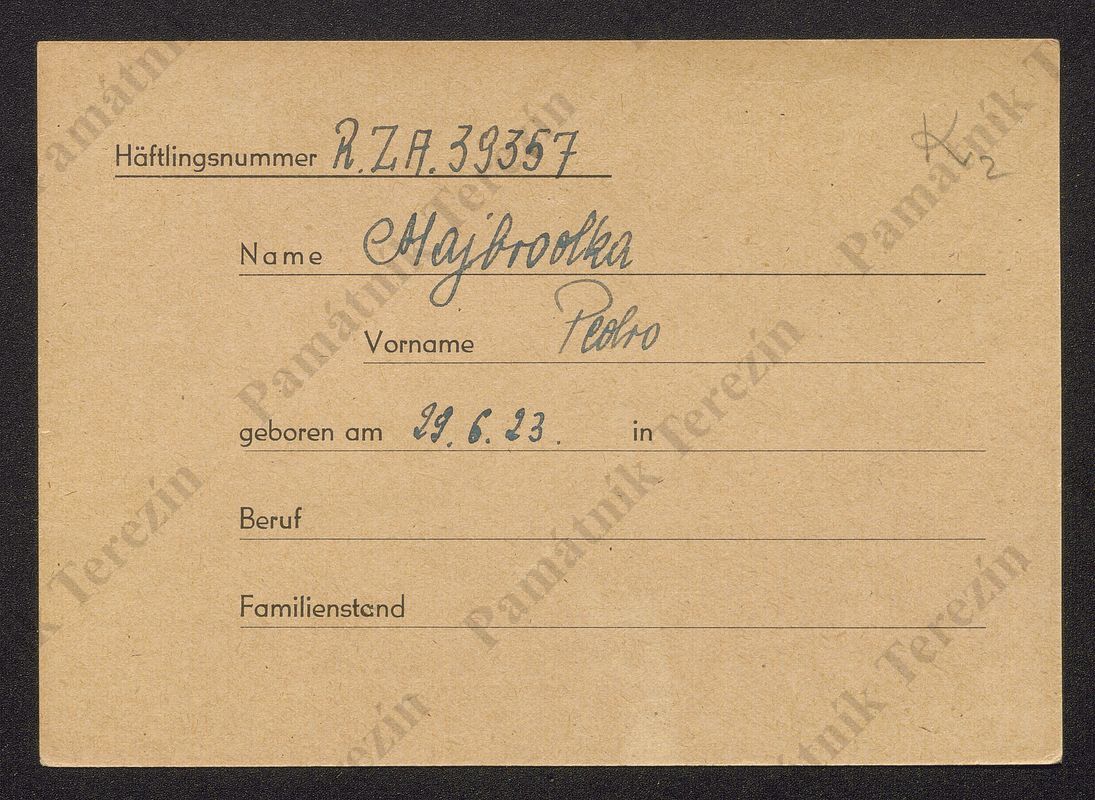 Häftlingsnummer R.Z.A. 39357
Name Majbrodka
Vorname Pedro
geboren am 29.6.23. in
Beruf
Familienstand
Památník Terezín